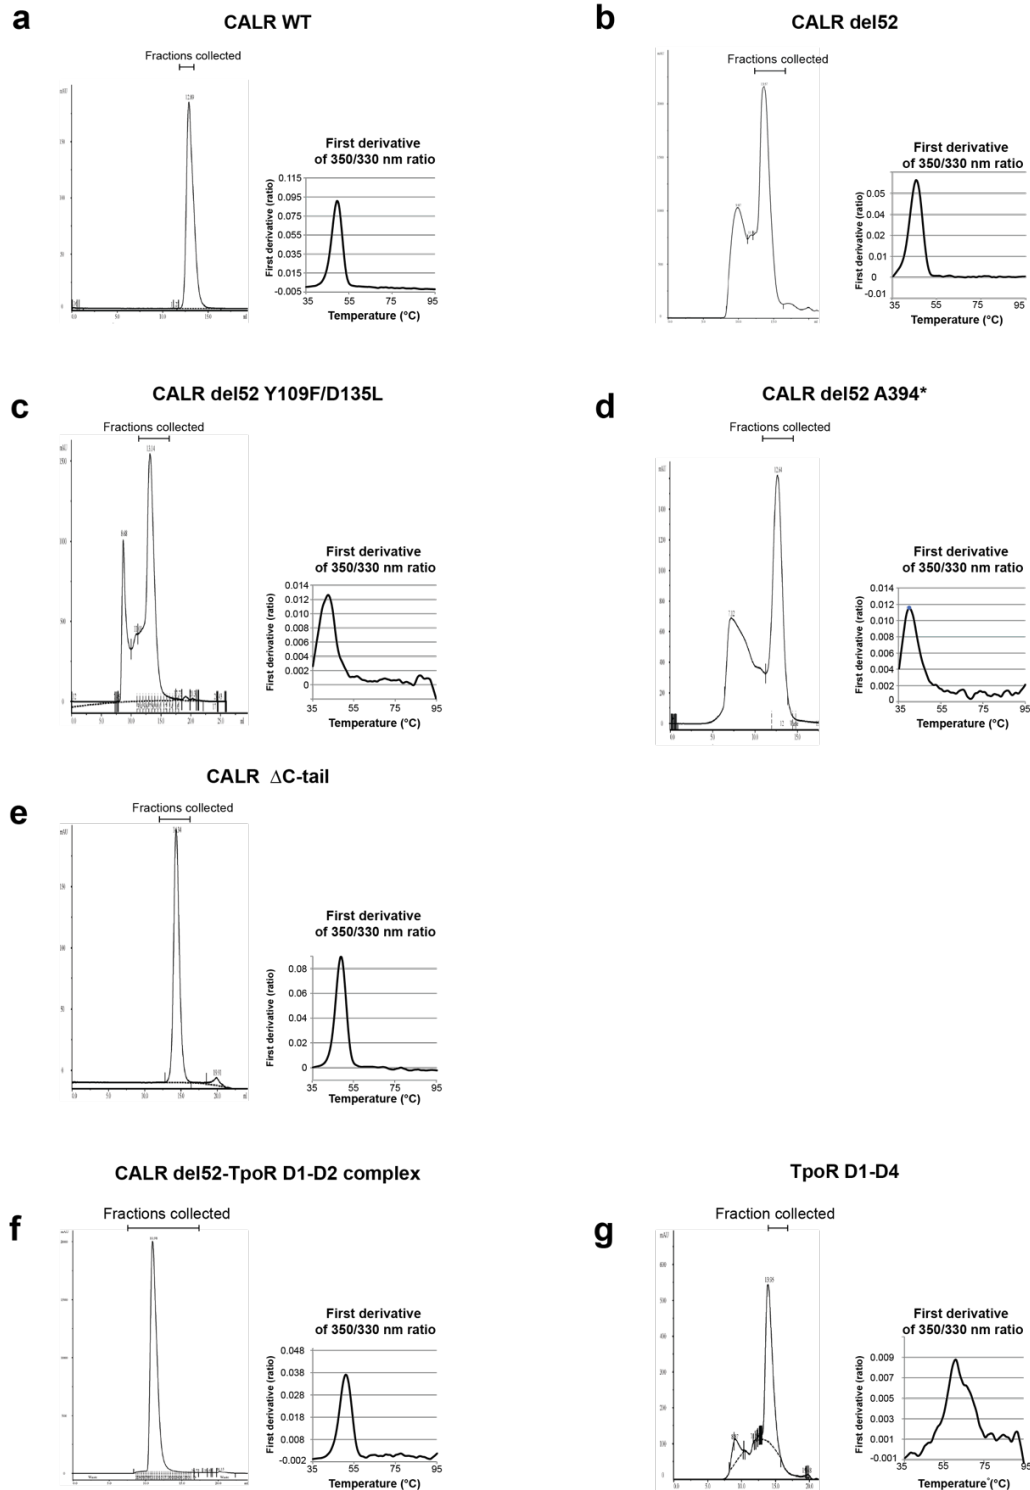 a
CALR WT
Fractions collected
First derivative
of 350/330 nm ratio
First derivative (ratio)
0.115
0.095
0.075
0.055
0.035
0.015
-0.005
35 55 75 95
Temperature (°C)
b
CALR del52
Fractions collected
First derivative
of 350/330 nm ratio
First derivative (ratio)
0.05
0.04
0.02
0.01
0
-0.01
35 55 75 95
Temperature (°C)
c
CALR del52 Y109F/D135L
Fractions collected
First derivative
of 350/330 nm ratio
First derivative (ratio)
0.014
0.012
0.01
0.008
0.006
0.004
0.002
0
35 55 75 95
Temperature (°C)
d
CALR del52 A394*
Fractions collected
First derivative
of 350/330 nm ratio
First derivative (ratio)
0.014
0.012
0.01
0.008
0.006
0.004
0.002
0
35 55 75 95
Temperature (°C)
e
CALR ΔC-tail
Fractions collected
First derivative
of 350/330 nm ratio
First derivative (ratio)
0.08
0.06
0.04
0.02
0
35 55 75 95
Temperature (°C)
f
CALR del52-TpoR D1-D2 complex
Fractions collected
First derivative
of 350/330 nm ratio
First derivative (ratio)
0.048
0.038
0.028
0.018
0.008
-0.002
35 55 75 95
Temperature (°C)
g
TpoR D1-D4
Fraction collected
First derivative
of 350/330 nm ratio
First derivative (ratio)
0.009
0.007
0.005
0.003
0.001
-0.001
35 55 75 95
Temperature (°C)